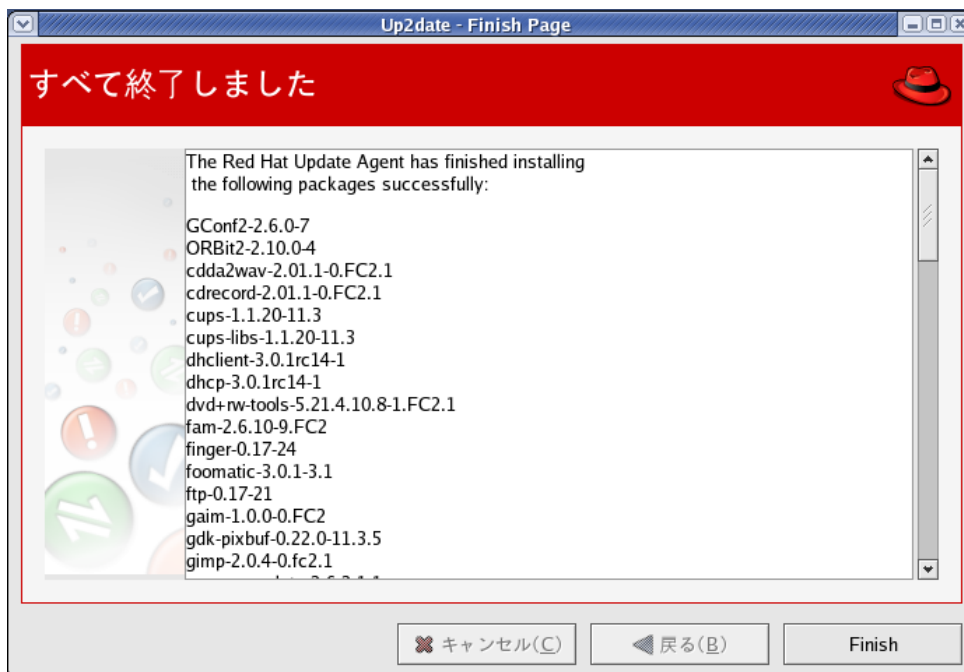 Up2date - Finish Page
すべて終了しました
The Red Hat Update Agent has finished installing
the following packages successfully:
GConf2-2.6.0-7
ORBit2-2.10.0-4
cdda2wav-2.01.1-0.FC2.1
cdrecord-2.01.1-0.FC2.1
cups-1.1.20-11.3
cups-libs-1.1.20-11.3
dhclient-3.0.1rc14-1
dhcp-3.0.1rc14-1
dvd+rw-tools-5.21.4.10.8-1.FC2.1
fam-2.6.10-9.FC2
finger-0.17-24
foomatic-3.0.1-3.1
ftp-0.17-21
gaim-1.0.0-0.FC2
gdk-pixbuf-0.22.0-11.3.5
gimp-2.0.4-0.fc2.1
キャンセル(C)
戻る(B)
Finish